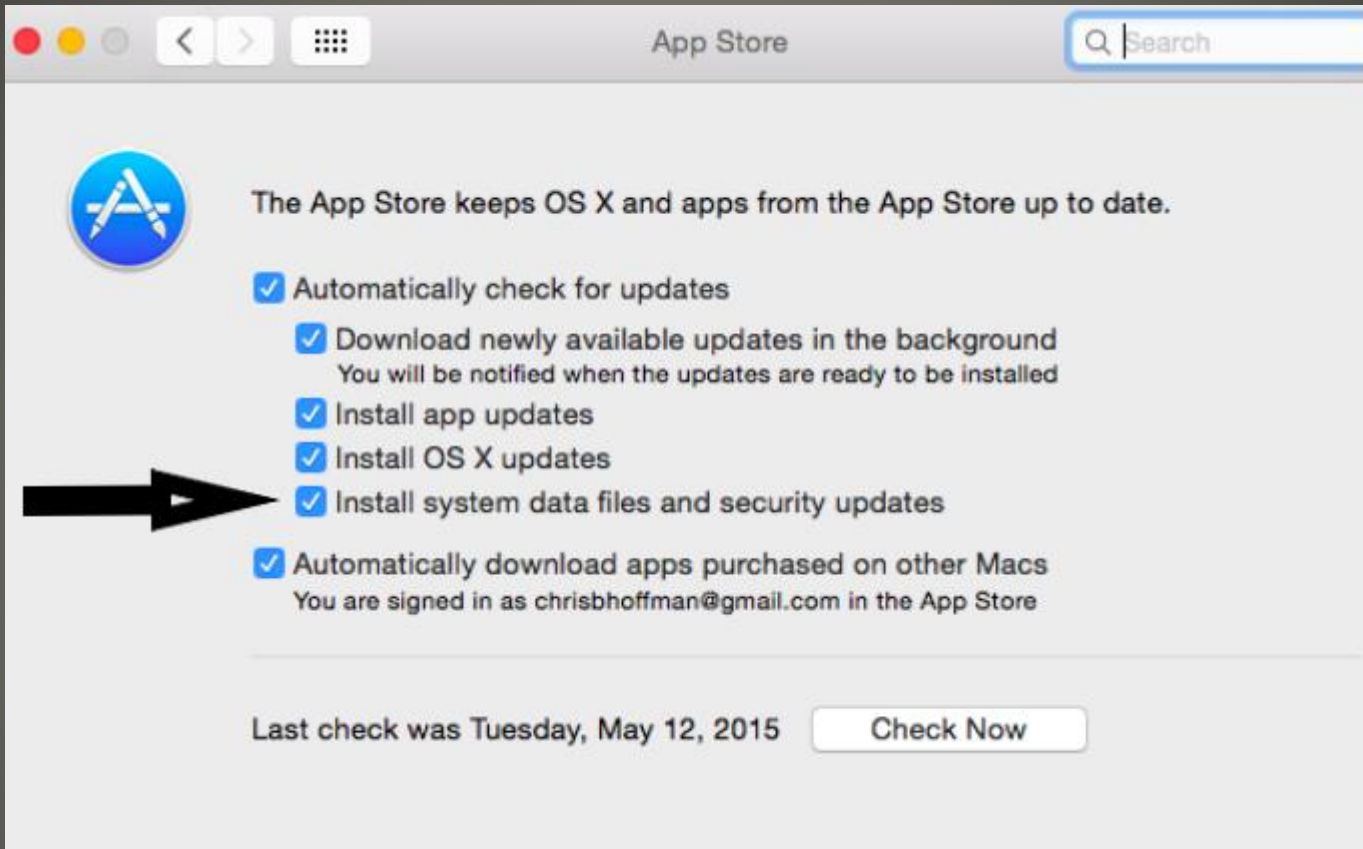 App Store
Search
The App Store keeps OS X and apps from the App Store up to date.
Automatically check for updates
Download newly available updates in the background
You will be notified when the updates are ready to be installed
Install app updates
Install OS X updates
Install system data files and security updates
Automatically download apps purchased on other Macs
You are signed in as chrisbhoffman@gmail.com in the App Store
Last check was Tuesday, May 12, 2015
Check Now